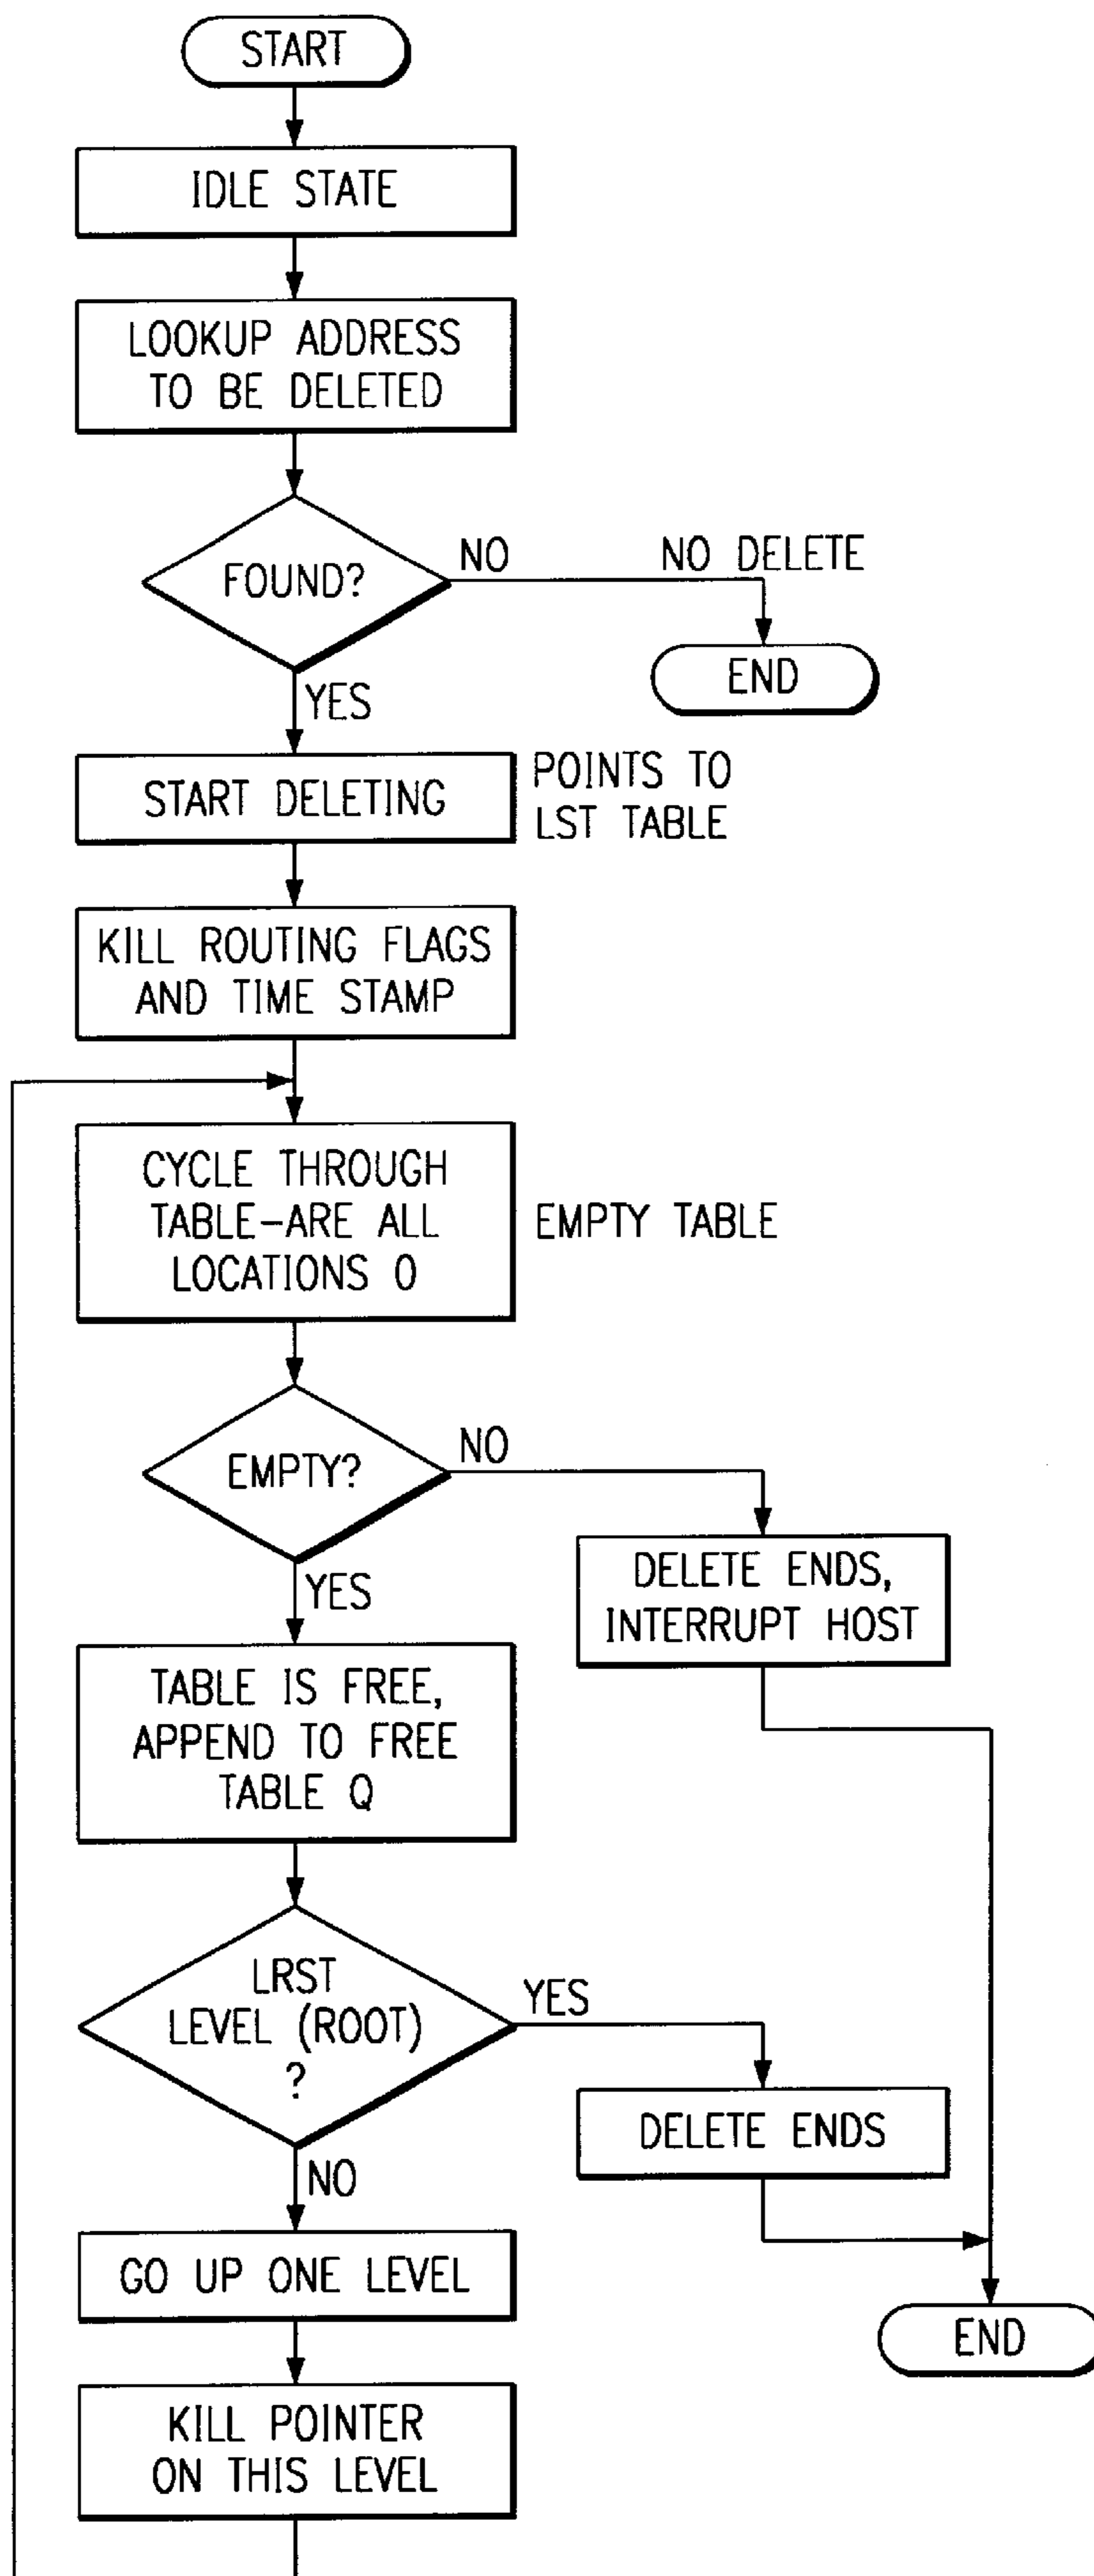 START
IDLE STATE
LOOKUP ADDRESS
TO BE DELETED
FOUND?
NO
NO DELETE
END
YES
START DELETING
POINTS TO
LST TABLE
KILL ROUTING FLAGS
AND TIME STAMP
CYCLE THROUGH
TABLE-ARE ALL
LOCATIONS 0
EMPTY TABLE
EMPTY?
NO
DELETE ENDS,
INTERRUPT HOST
YES
TABLE IS FREE,
APPEND TO FREE
TABLE Q
LRST
LEVEL (ROOT)
?
YES
DELETE ENDS
NO
GO UP ONE LEVEL
END
KILL POINTER
ON THIS LEVEL